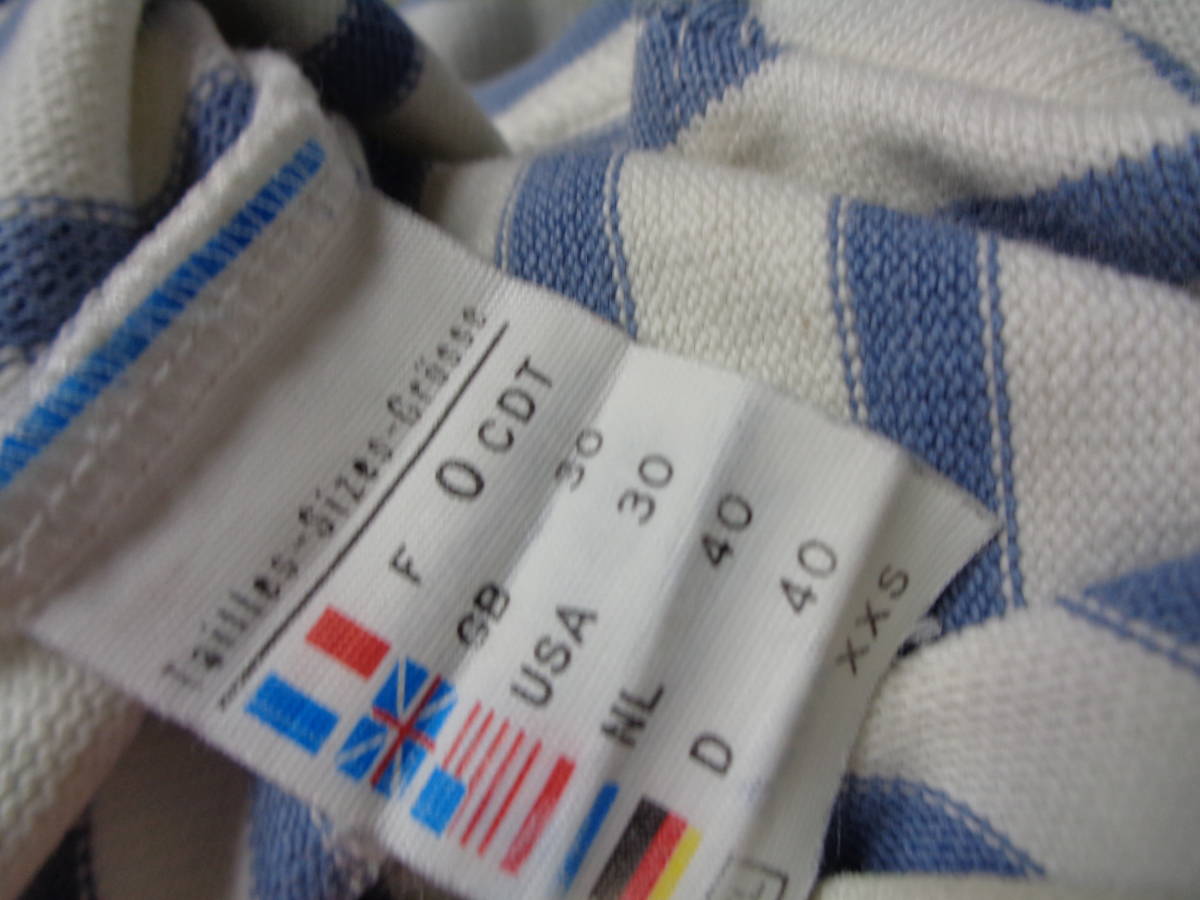 Tailles-Sizes-Grösse
F 0 CDT
GB 30
USA 30
NL 40
D 40
XXS